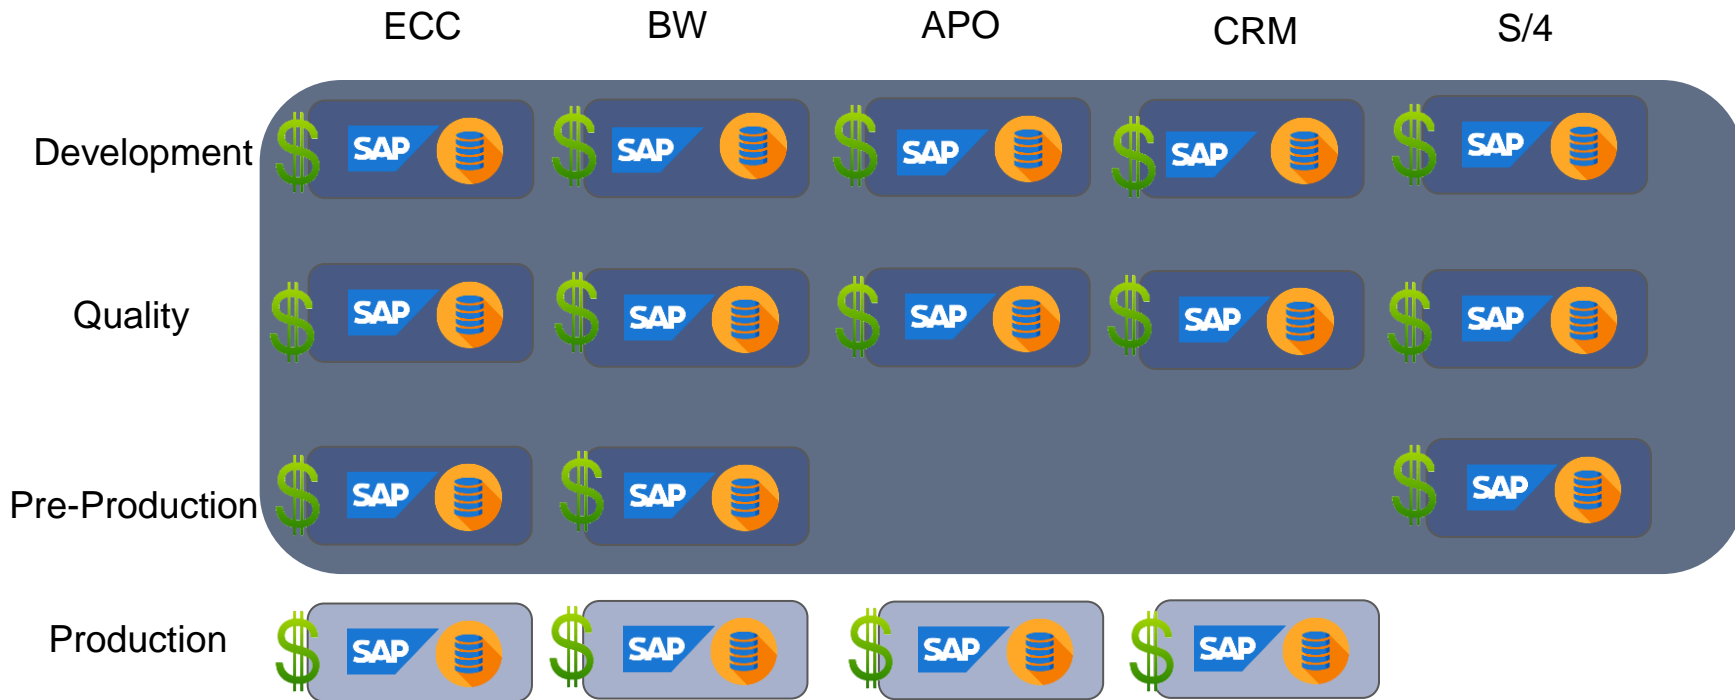 ECC BW APO CRM S/4
Development SAP SAP SAP SAP SAP
Quality SAP SAP SAP SAP SAP
Pre-Production SAP SAP SAP
Production SAP SAP SAP SAP